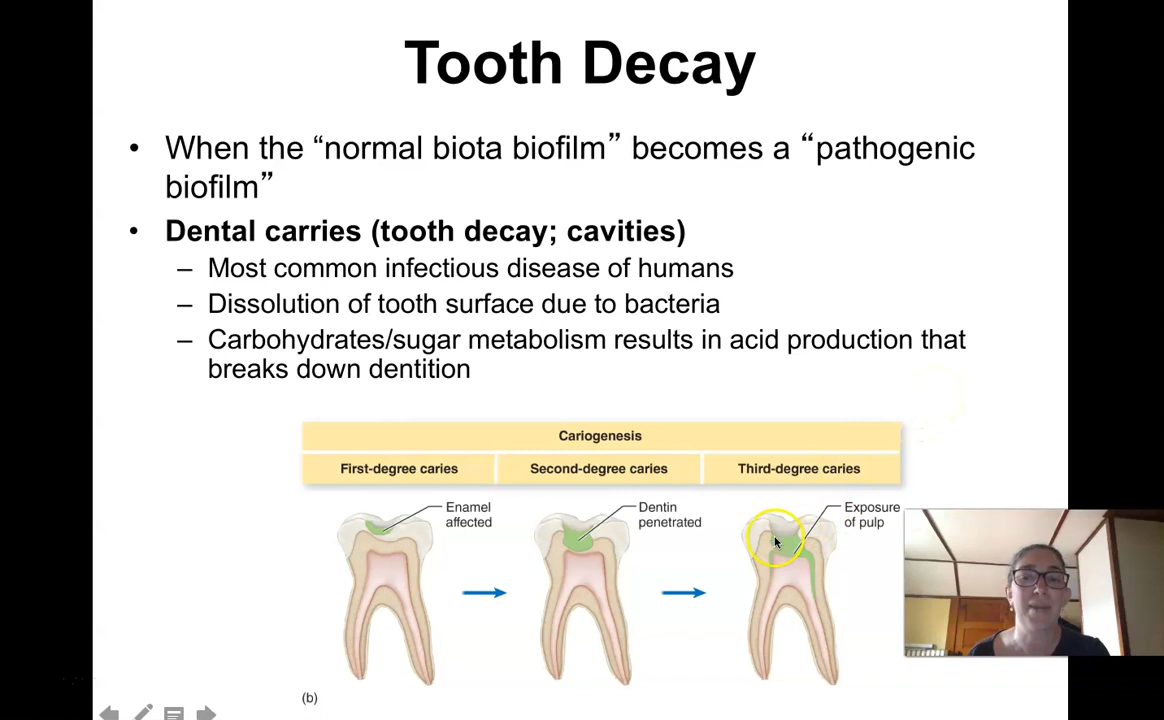 Tooth Decay
• When the “normal biota biofilm” becomes a “pathogenic
biofilm”
• Dental carries (tooth decay; cavities)
– Most common infectious disease of humans
– Dissolution of tooth surface due to bacteria
– Carbohydrates/sugar metabolism results in acid production that
breaks down dentition
Cariogenesis
First-degree caries
Second-degree caries
Third-degree caries
Enamel
affected
Dentin
penetrated
Exposure
of pulp
(b)